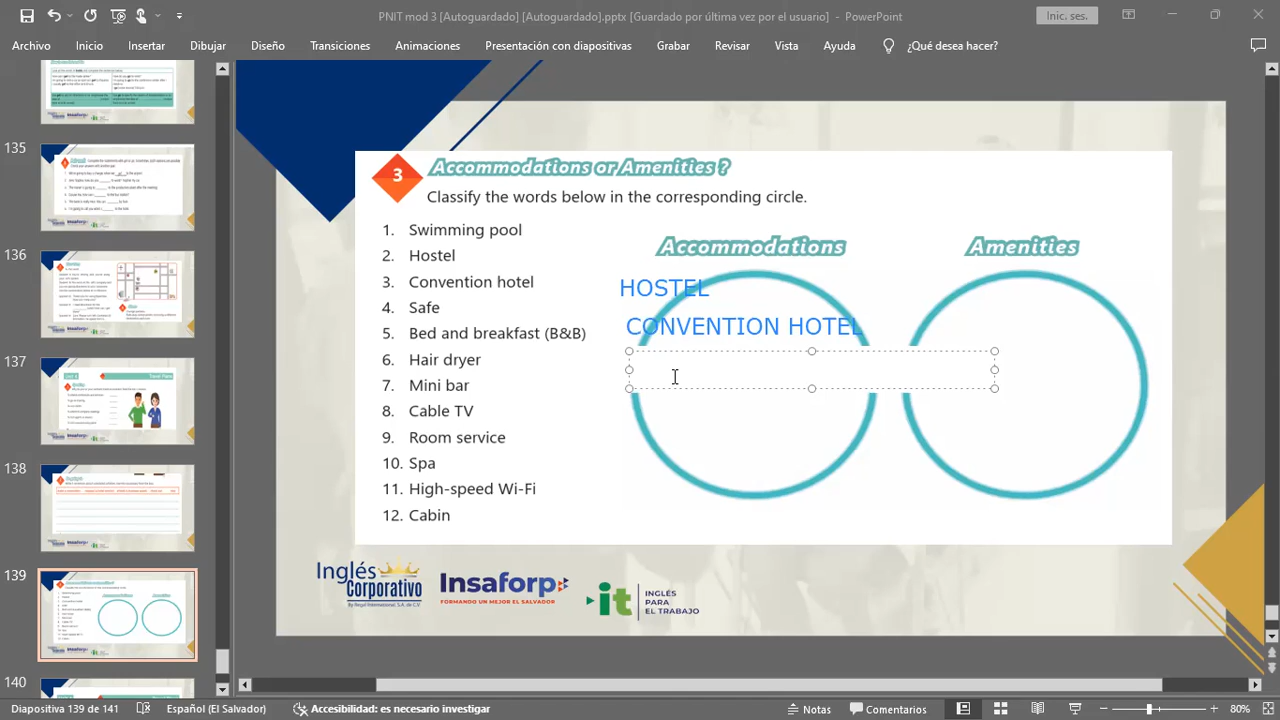 PNIT mod 3 [Autoguardado] [Autoguardado].pptx [Guardado por última vez por el usuario] - PowerPoint
Inic. ses.
Archivo Inicio Insertar Dibujar Diseño Transiciones Animaciones Presentación con diapositivas Grabar Revisar Vista Ayuda ¿Qué desea hacer?
135
136
137
138
139
140
3
Accommodations or Amenities ?
Classify the words below in the corresponding circle.
1. Swimming pool
2. Hostel
3. Convention hotel
4. Safe
5. Bed and breakfast (B&B)
6. Hair dryer
7. Mini bar
8. Cable TV
9. Room service
10. Spa
11. High-speed Wi-Fi
12. Cabin
Accommodations
Amenities
HOSTEL
CONVENTION HOTEL
Inglés
corporativo
by Regal International, S.A. de C.V.
insaforp
FORMANDO UN MEJOR EL SALVADOR
it
INGLÉS
PARA
EL TRABAJO
Diapositiva 139 de 141 Español (El Salvador) Accesibilidad: es necesario investigar Notas Comentarios 80%